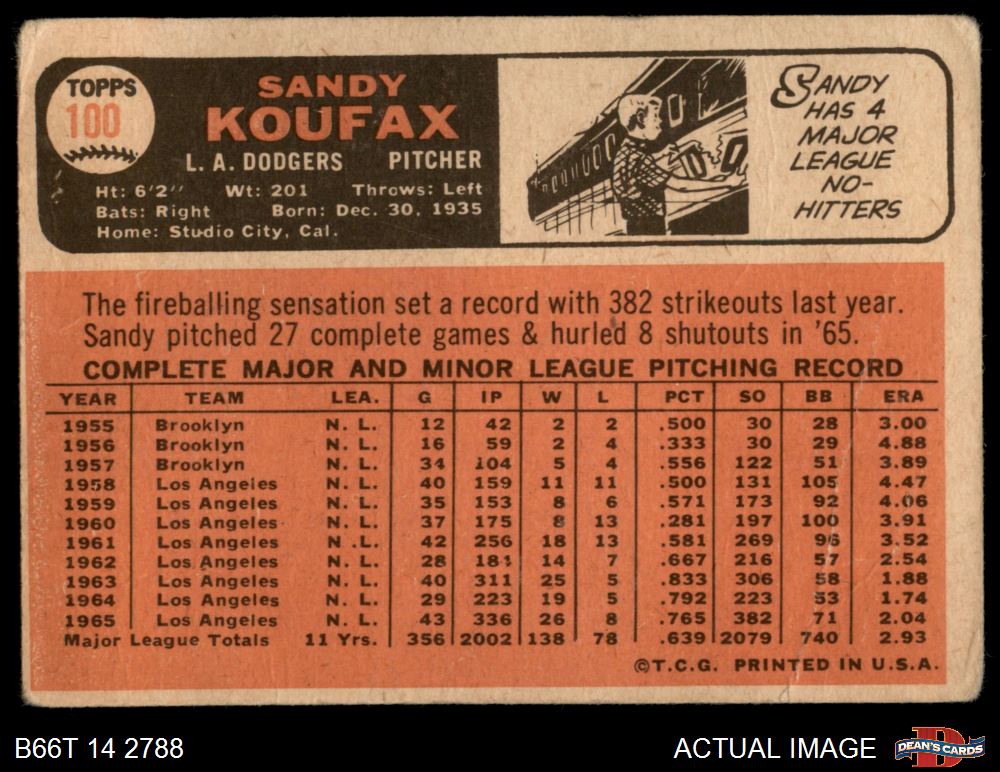 TOPPS
100
SANDY
KOUFAX
L. A. DODGERS PITCHER
Ht: 6'2" Wt: 201 Throws: Left
Bats: Right Born: Dec. 30, 1935
Home: Studio City, Cal.
SANDY
HAS 4
MAJOR
LEAGUE
NO-
HITTERS
The fireballing sensation set a record with 382 strikeouts last year.
Sandy pitched 27 complete games & hurled 8 shutouts in '65.
COMPLETE MAJOR AND MINOR LEAGUE PITCHING RECORD
YEAR TEAM LEA. G IP W L PCT SO BB ERA
1955 Brooklyn N. L. 12 42 2 2 .500 30 28 3.00
1956 Brooklyn N. L. 16 59 2 4 .333 30 29 4.88
1957 Brooklyn N. L. 34 104 5 4 .556 122 51 3.89
1958 Los Angeles N. L. 40 159 11 11 .500 131 105 4.47
1959 Los Angeles N. L. 35 153 8 6 .571 173 92 4.06
1960 Los Angeles N. L. 37 175 8 13 .281 197 100 3.91
1961 Los Angeles N .L. 42 256 18 13 .581 269 96 3.52
1962 Los Angeles N. L. 28 184 14 7 .667 216 57 2.54
1963 Los Angeles N. L. 40 311 25 5 .833 306 58 1.88
1964 Los Angeles N. L. 29 223 19 5 .792 223 53 1.74
1965 Los Angeles N. L. 43 336 26 8 .765 382 71 2.04
Major League Totals 11 Yrs. 356 2002 138 78 .639 2079 740 2.93
©T.C.G. PRINTED IN U.S.A.
B66T 14 2788
ACTUAL IMAGE
DEAN'S CARDS